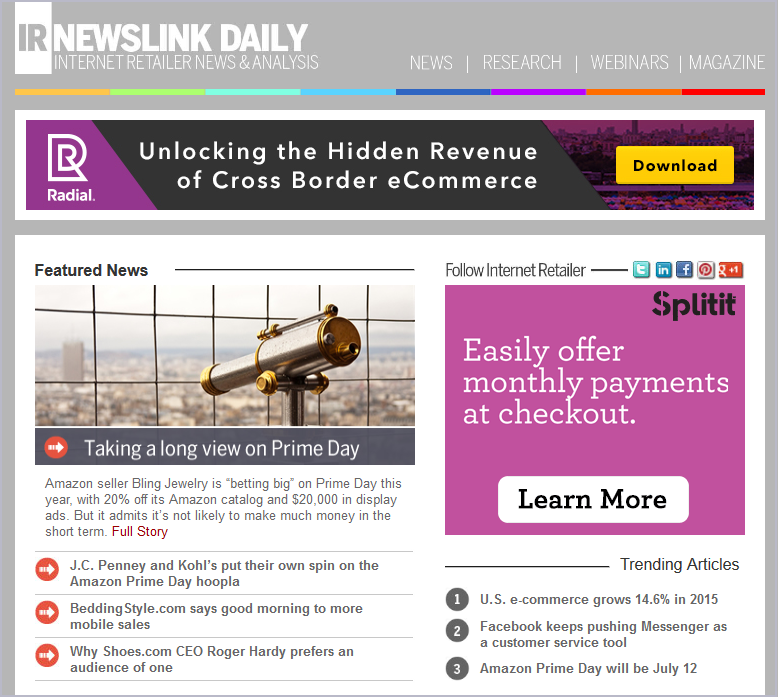 IR NEWSLINK DAILY
INTERNET RETAILER NEWS & ANALYSIS
NEWS | RESEARCH | WEBINARS | MAGAZINE
Radial.
Unlocking the Hidden Revenue
of Cross Border eCommerce
Download
Featured News
Taking a long view on Prime Day
Amazon seller Bling Jewelry is “betting big” on Prime Day this
year, with 20% off its Amazon catalog and $20,000 in display
ads. But it admits it’s not likely to make much money in the
short term. Full Story
J.C. Penney and Kohl’s put their own spin on the
Amazon Prime Day hoopla
BeddingStyle.com says good morning to more
mobile sales
Why Shoes.com CEO Roger Hardy prefers an
audience of one
Follow Internet Retailer
t in f p g +1
Splitit
Easily offer
monthly payments
at checkout.
Learn More
Trending Articles
1 U.S. e-commerce grows 14.6% in 2015
2 Facebook keeps pushing Messenger as
a customer service tool
3 Amazon Prime Day will be July 12